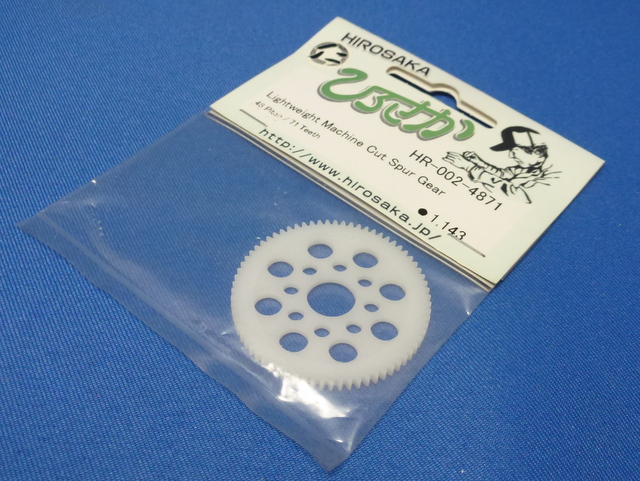 HIROSAKA
ひろさか
Lightweight Machine Cut Spur Gear
48 Pitch / 71 Teeth
HR-002-4871
http://www.hirosaka.jp/
●1.143